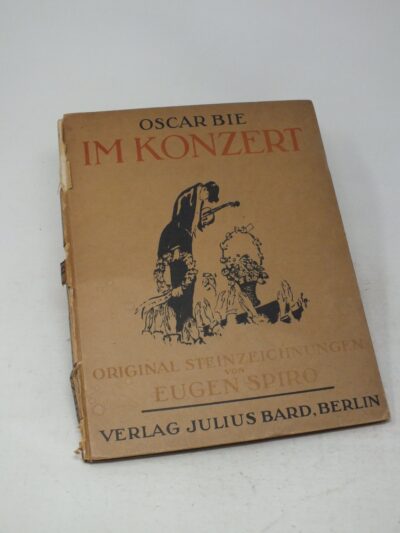 OSCAR BIE
IM KONZERT
ORIGINAL STEINZEICHNUNGEN
VON
EUGEN SPIRO
VERLAG JULIUS BARD, BERLIN